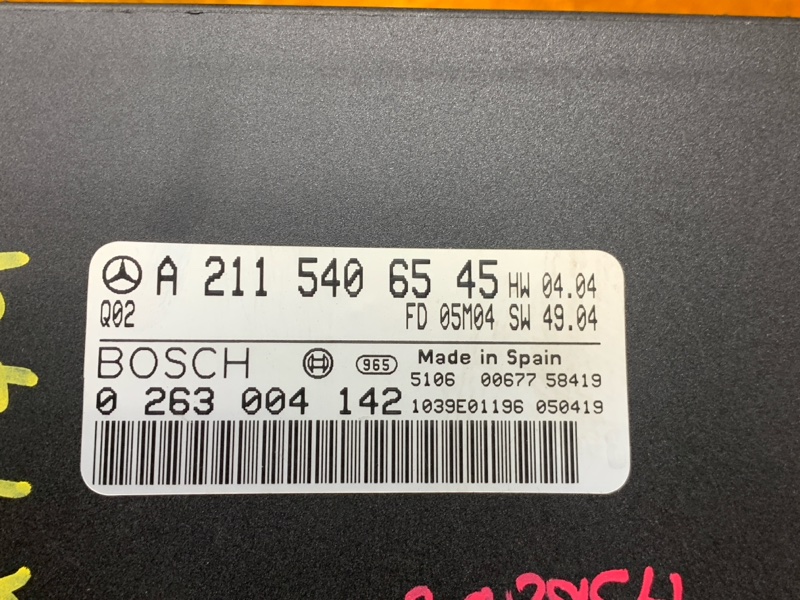 A 211 540 65 45 HW 04.04
Q02 FD 05M04 SW 49.04
BOSCH 965 Made in Spain
5106 00677 58419
0 263 004 142 1039E01196 050419